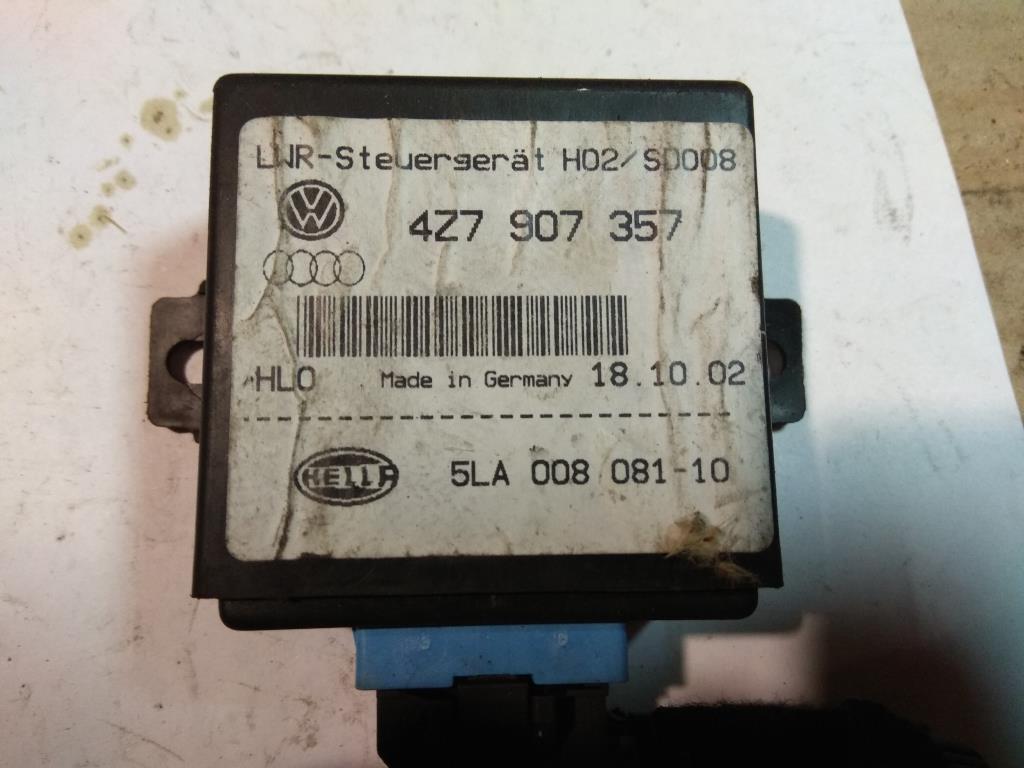 LWR-Steuergerät H02/SD008
4Z7 907 357
HLO Made in Germany 18.10.02
HELLA 5LA 008 081-10